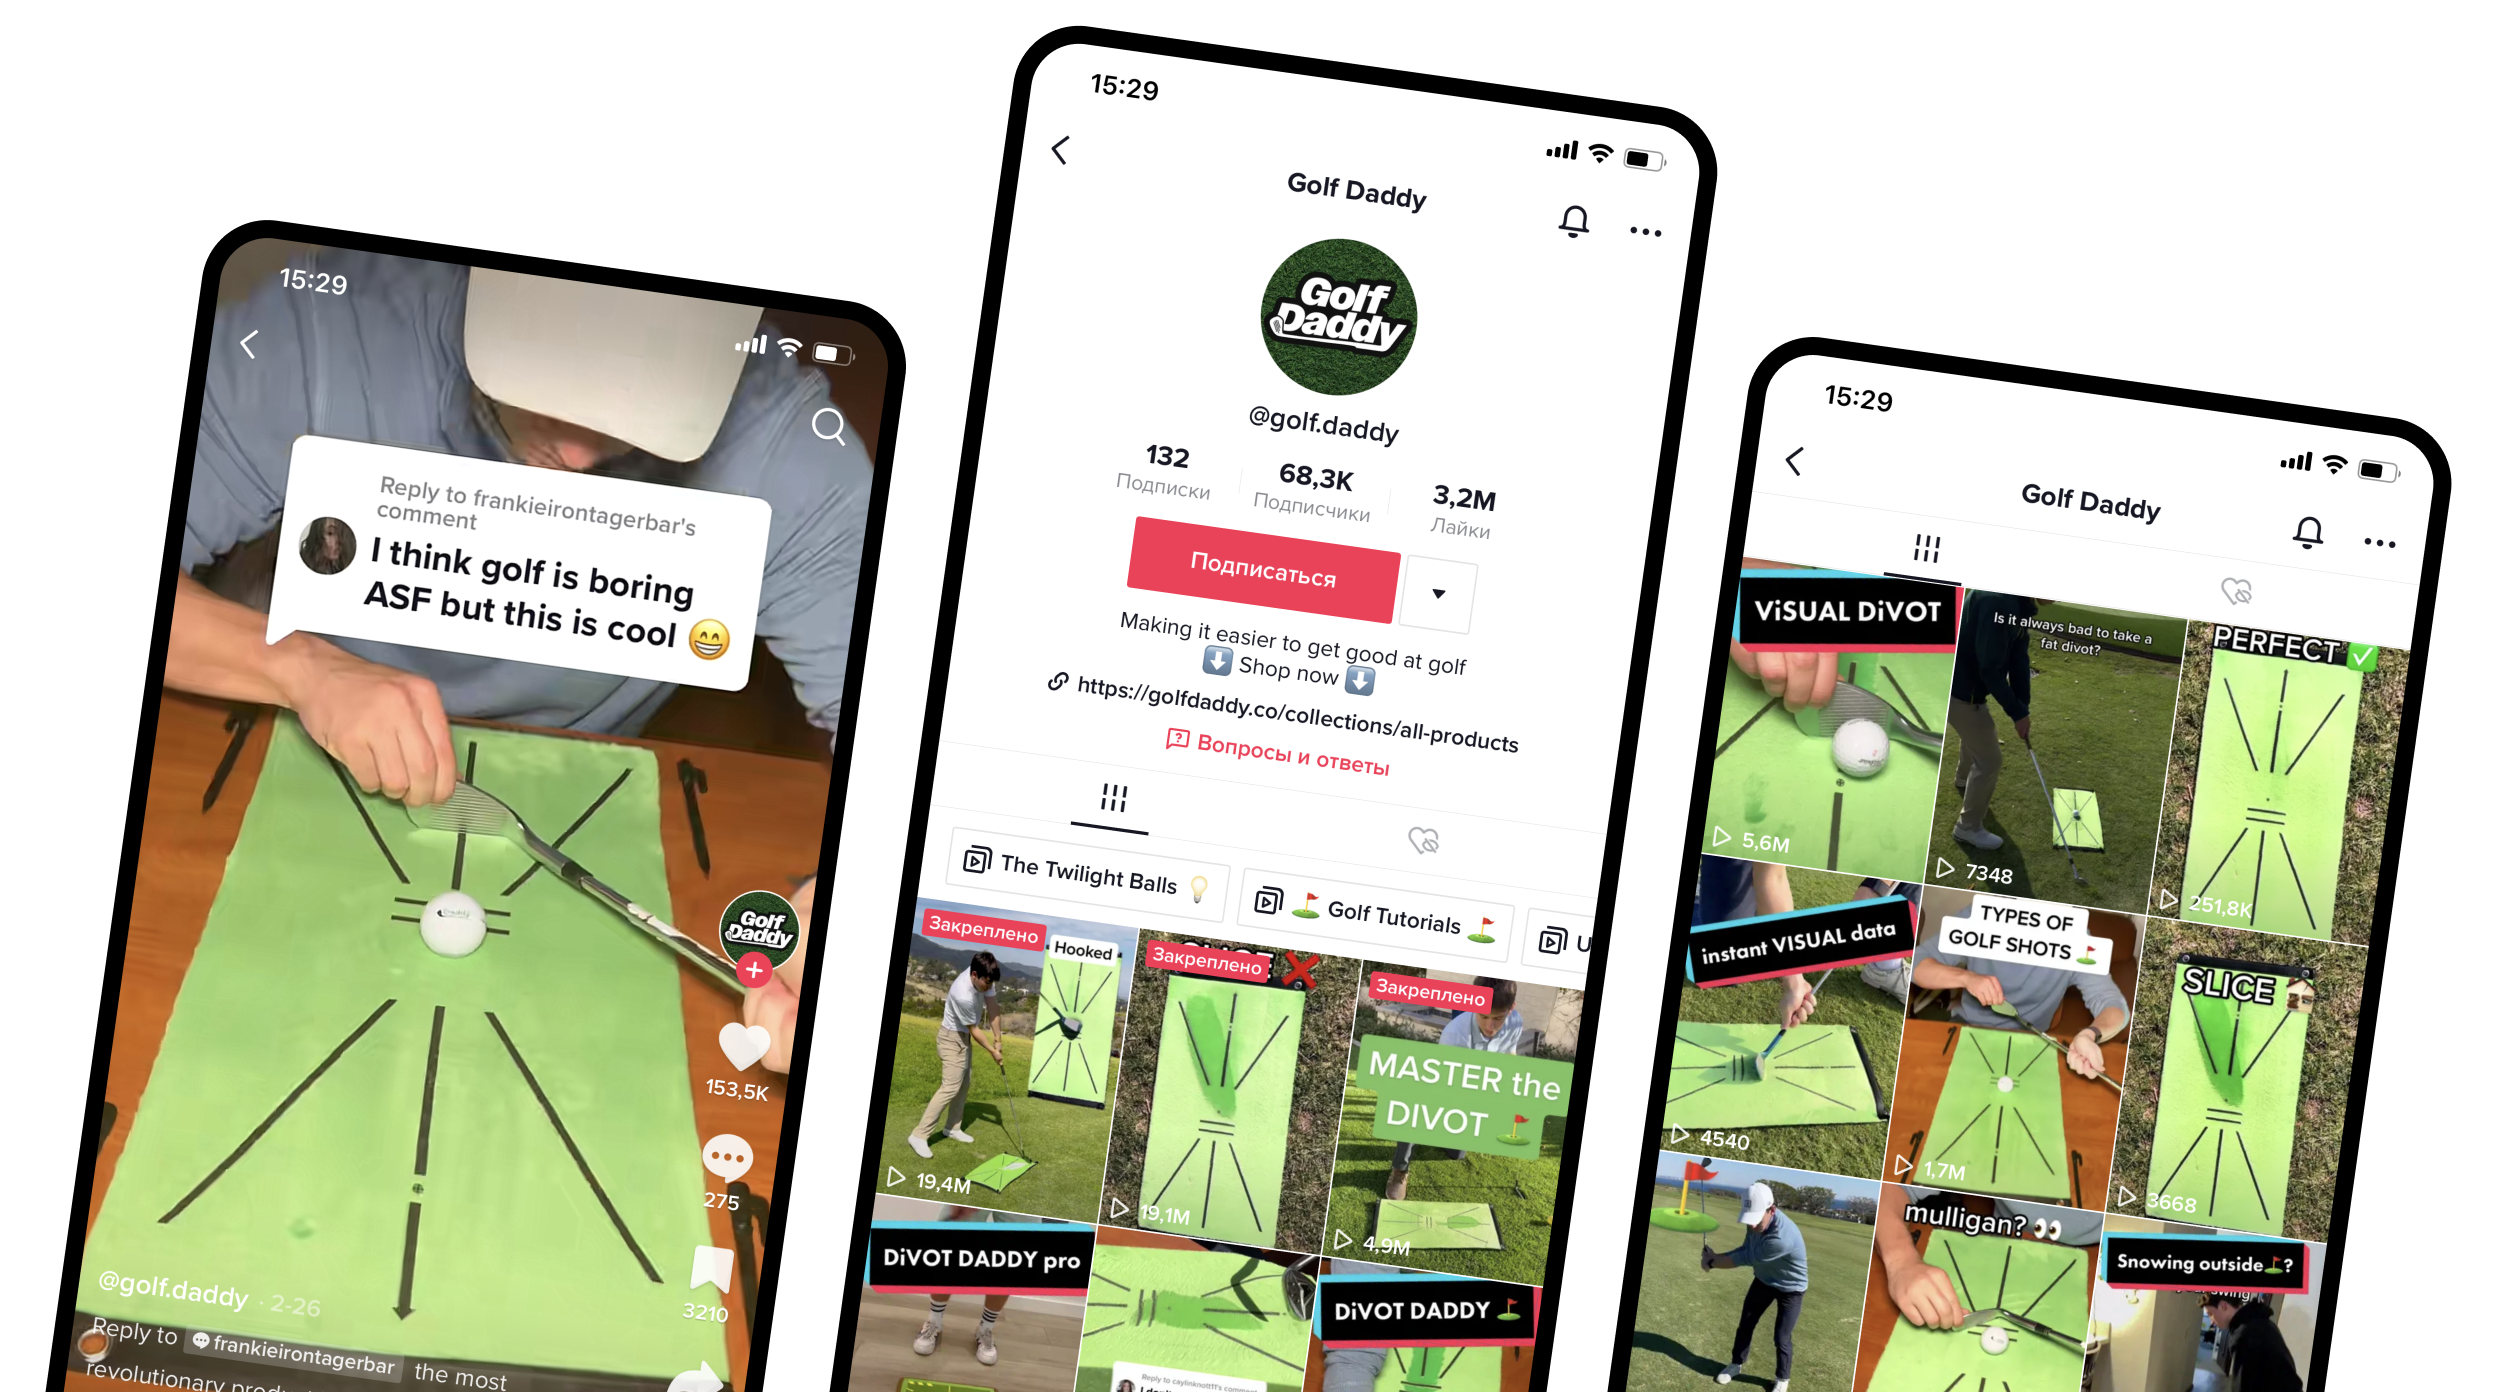 15:29
Reply to frankieirontagerbar's
comment
I think golf is boring
ASF but this is cool 😁
Golf
Daddy
153,5K
275
3210
@golf.daddy · 2-26
Reply to 💬 frankieirontagerbar the most
revolutionary
15:29
Golf Daddy
Golf
Daddy
@golf.daddy
132
Подписки
68,3K
Подписчики
3,2M
Лайки
Подписаться
Making it easier to get good at golf
⬇️ Shop now ⬇️
https://golfdaddy.co/collections/all-products
Вопросы и ответы
The Twilight Balls 💡
⛳ Golf Tutorials ⛳
Закреплено
Hooked
19,4M
Закреплено
19,1M
Закреплено
MASTER the
DIVOT ⛳
4,9M
DiVOT DADDY pro
DiVOT DADDY ⛳
15:29
Golf Daddy
ViSUAL DiVOT
5,6M
Is it always bad to take a
fat divot?
7348
PERFECT ✅
251,8K
instant VISUAL data
4540
TYPES OF
GOLF SHOTS ⛳
1,7M
SLICE
3668
mulligan? 👀
Snowing outside⛳?